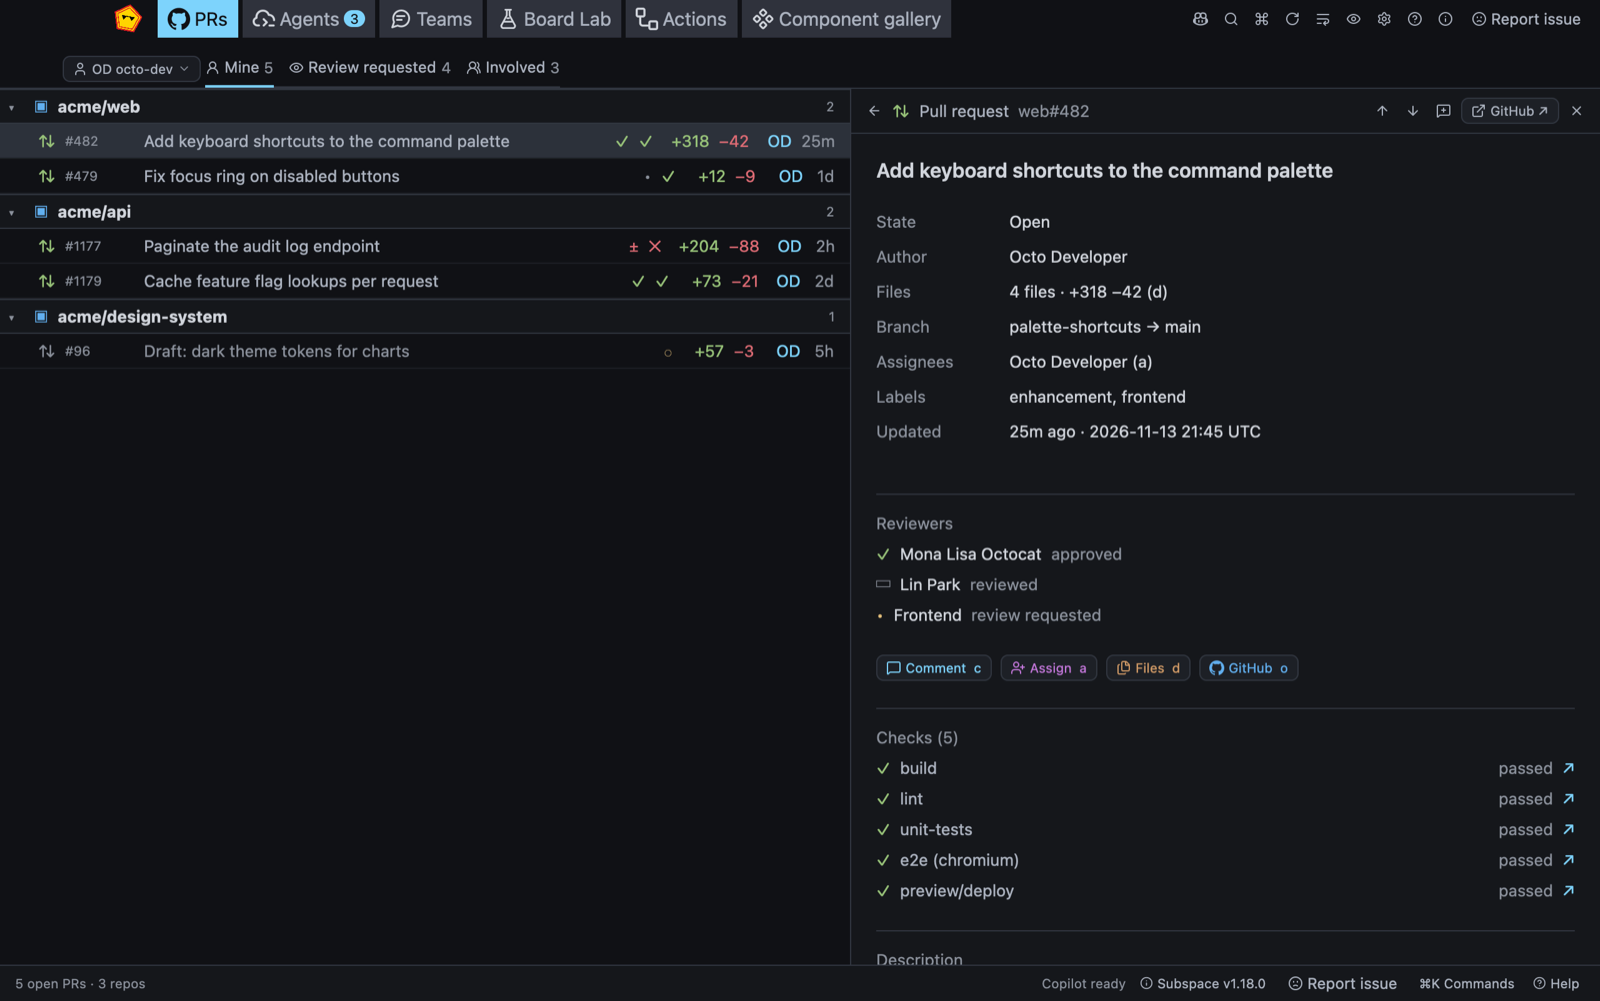 PRs
Agents 3
Teams
Board Lab
Actions
Component gallery
Report issue
OD octo-dev
Mine 5
Review requested 4
Involved 3
acme/web 2
#482 Add keyboard shortcuts to the command palette +318 −42 OD 25m
#479 Fix focus ring on disabled buttons +12 −9 OD 1d
acme/api 2
#1177 Paginate the audit log endpoint ± +204 −88 OD 2h
#1179 Cache feature flag lookups per request +73 −21 OD 2d
acme/design-system 1
#96 Draft: dark theme tokens for charts +57 −3 OD 5h
Pull request web#482
GitHub ↗
Add keyboard shortcuts to the command palette
State Open
Author Octo Developer
Files 4 files · +318 −42 (d)
Branch palette-shortcuts → main
Assignees Octo Developer (a)
Labels enhancement, frontend
Updated 25m ago · 2026-11-13 21:45 UTC
Reviewers
Mona Lisa Octocat approved
Lin Park reviewed
Frontend review requested
Comment c
Assign a
Files d
GitHub o
Checks (5)
build passed ↗
lint passed ↗
unit-tests passed ↗
e2e (chromium) passed ↗
preview/deploy passed ↗
Description
5 open PRs · 3 repos
Copilot ready
Subspace v1.18.0
Report issue
⌘K Commands
Help